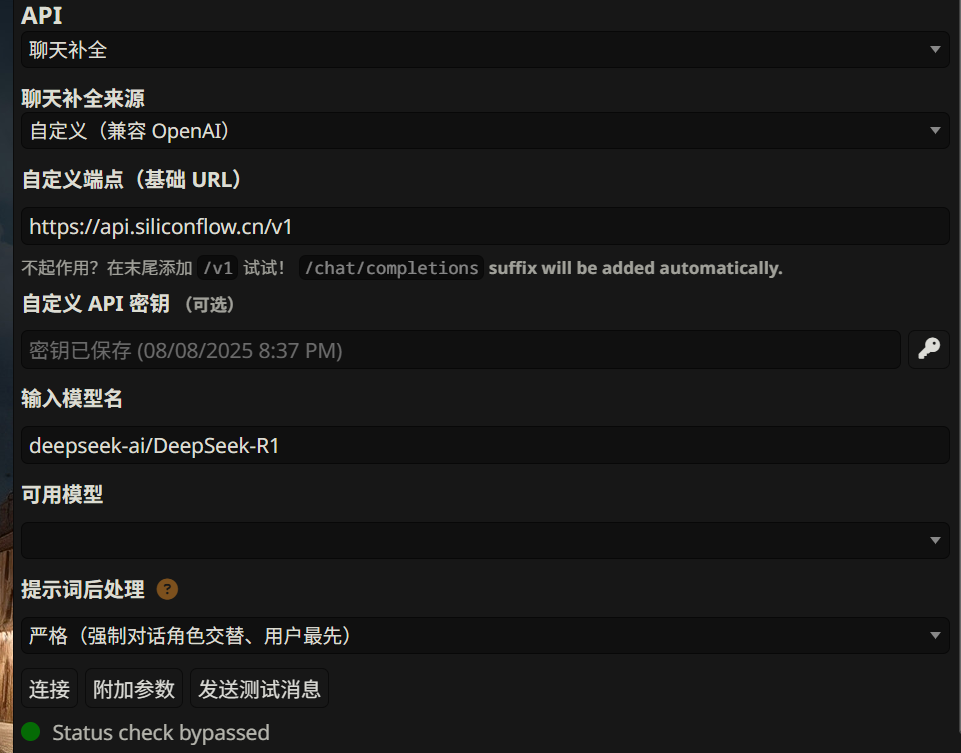 API
聊天补全
聊天补全来源
自定义（兼容 OpenAI）
自定义端点（基础 URL）
https://api.siliconflow.cn/v1
不起作用？在末尾添加 /v1 试试！ /chat/completions suffix will be added automatically.
自定义 API 密钥 （可选）
密钥已保存 (08/08/2025 8:37 PM)
输入模型名
deepseek-ai/DeepSeek-R1
可用模型
提示词后处理 ?
严格（强制对话角色交替、用户最先）
连接 附加参数 发送测试消息
Status check bypassed